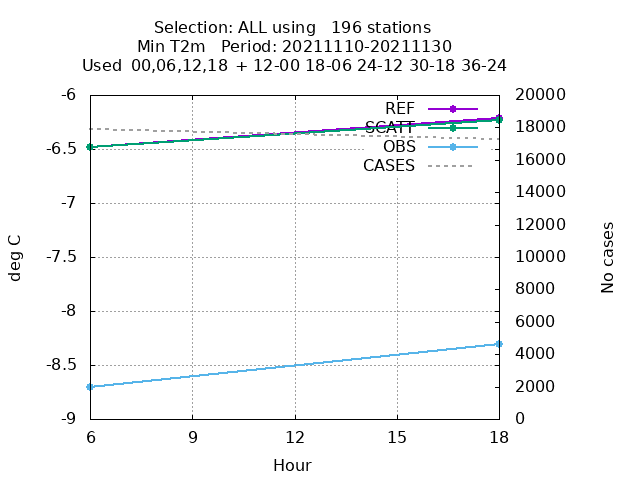 Selection: ALL using   196 stations
Min T2m   Period: 20211110-20211130
Used  00,06,12,18  + 12-00 18-06 24-12 30-18 36-24
-6
-6.5
-7
-7.5
-8
-8.5
-9
deg C
REF
SCATT
OBS
CASES
20000
18000
16000
14000
12000
10000
8000
6000
4000
2000
0
No cases
6
9
12
15
18
Hour